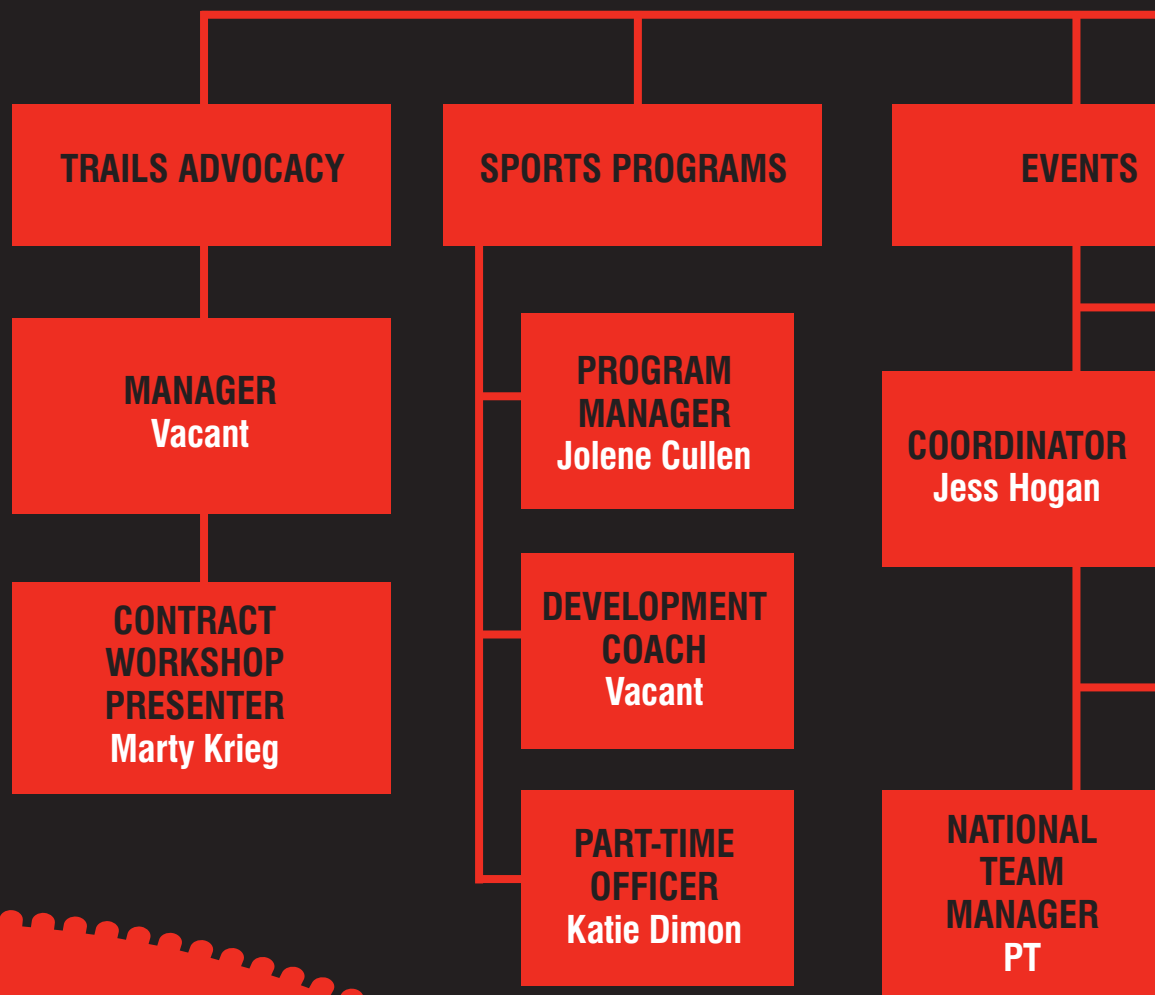 TRAILS ADVOCACY
MANAGER
Vacant
CONTRACT
WORKSHOP
PRESENTER
Marty Krieg
SPORTS PROGRAMS
PROGRAM
MANAGER
Jolene Cullen
DEVELOPMENT
COACH
Vacant
PART-TIME
OFFICER
Katie Dimon
EVENTS
COORDINATOR
Jess Hogan
NATIONAL
TEAM
MANAGER
PT